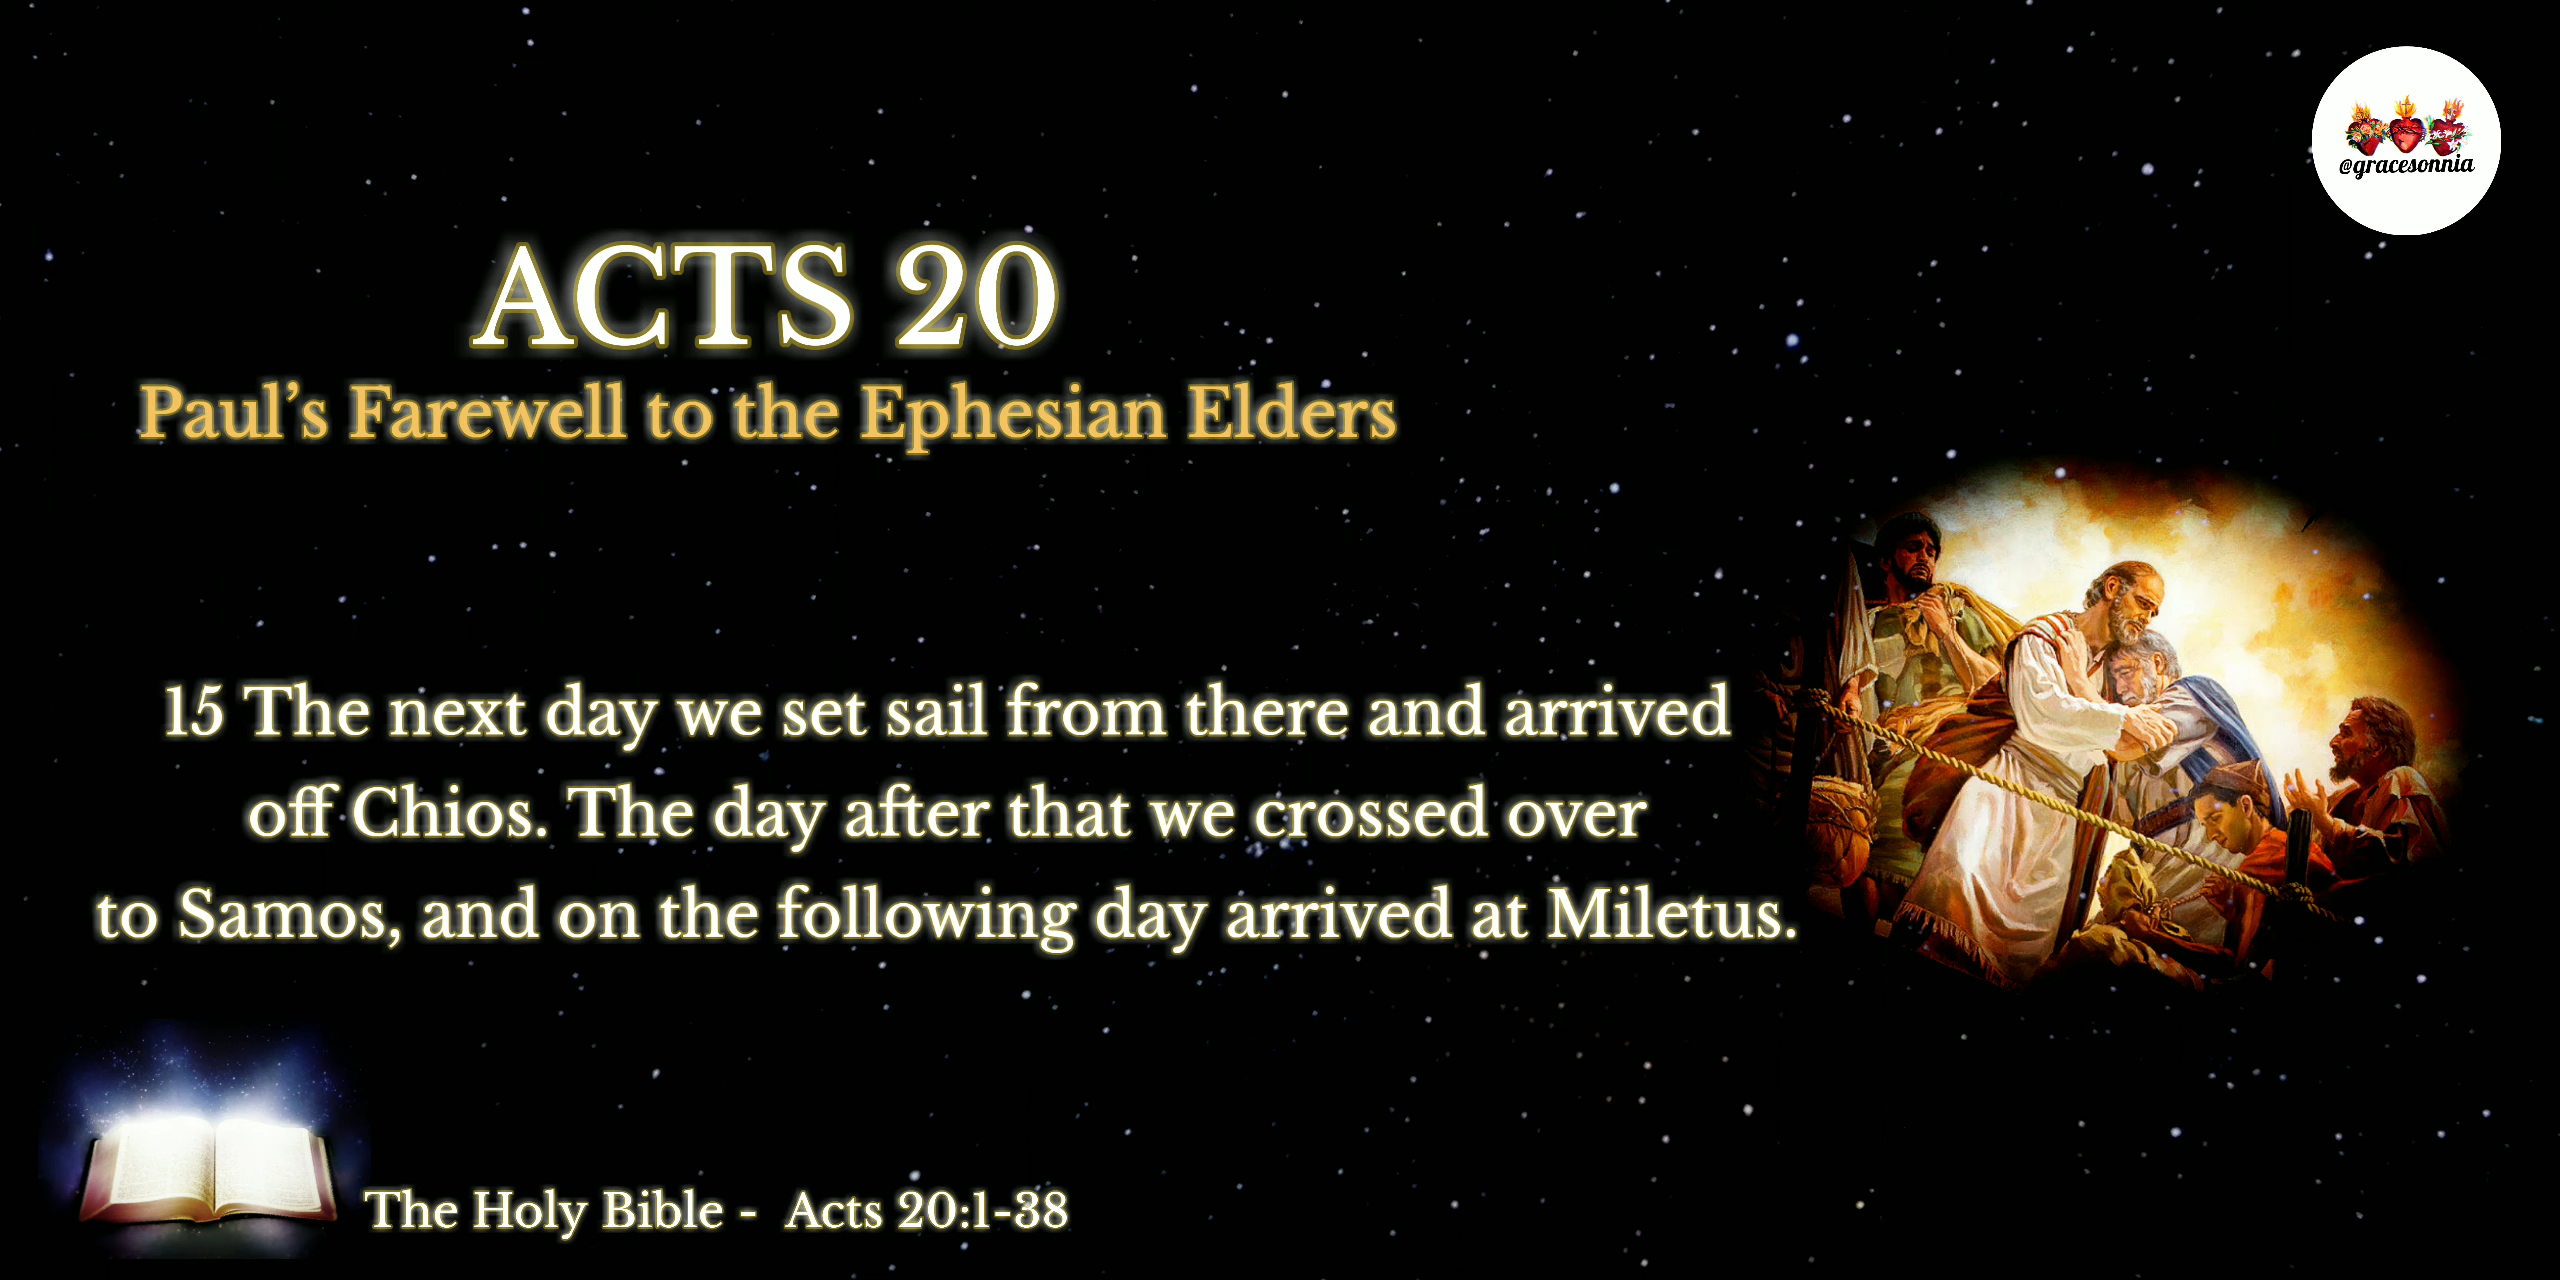 @gracesonnia
ACTS 20
Paul’s Farewell to the Ephesian Elders
15 The next day we set sail from there and arrived
off Chios. The day after that we crossed over
to Samos, and on the following day arrived at Miletus.
The Holy Bible - Acts 20:1-38